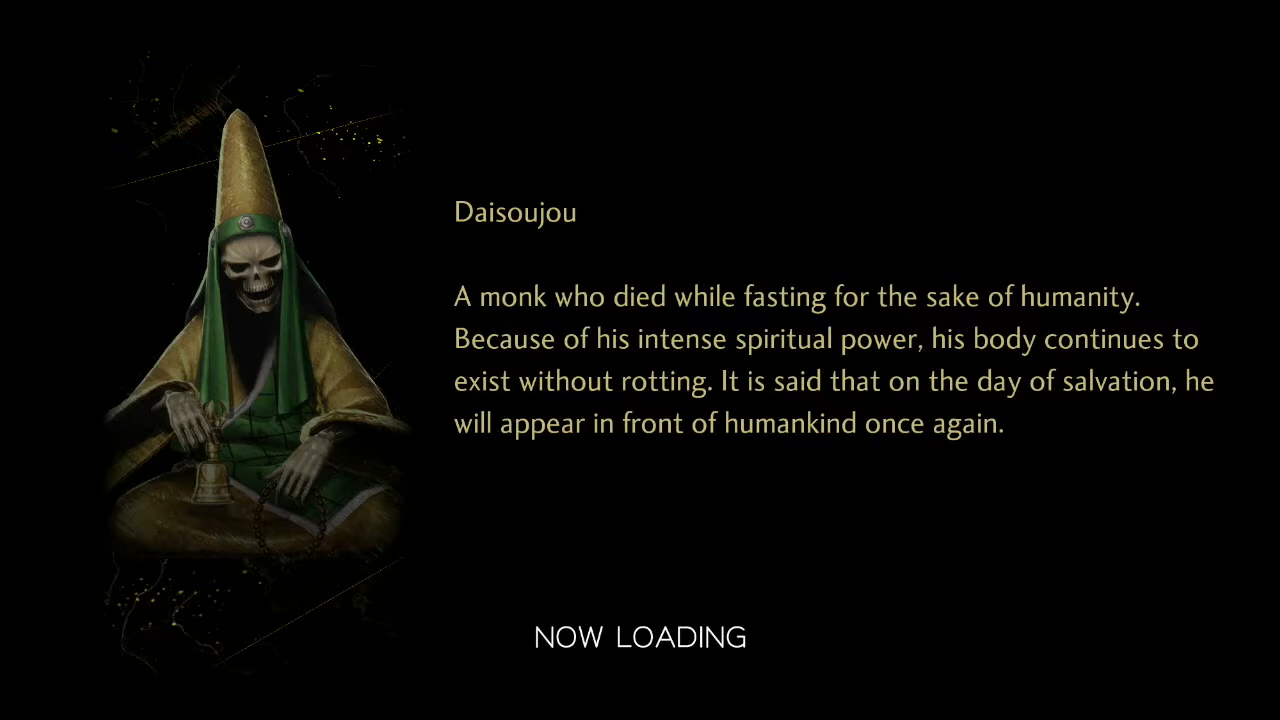 Daisoujou
A monk who died while fasting for the sake of humanity.
Because of his intense spiritual power, his body continues to
exist without rotting. It is said that on the day of salvation, he
will appear in front of humankind once again.
NOW LOADING